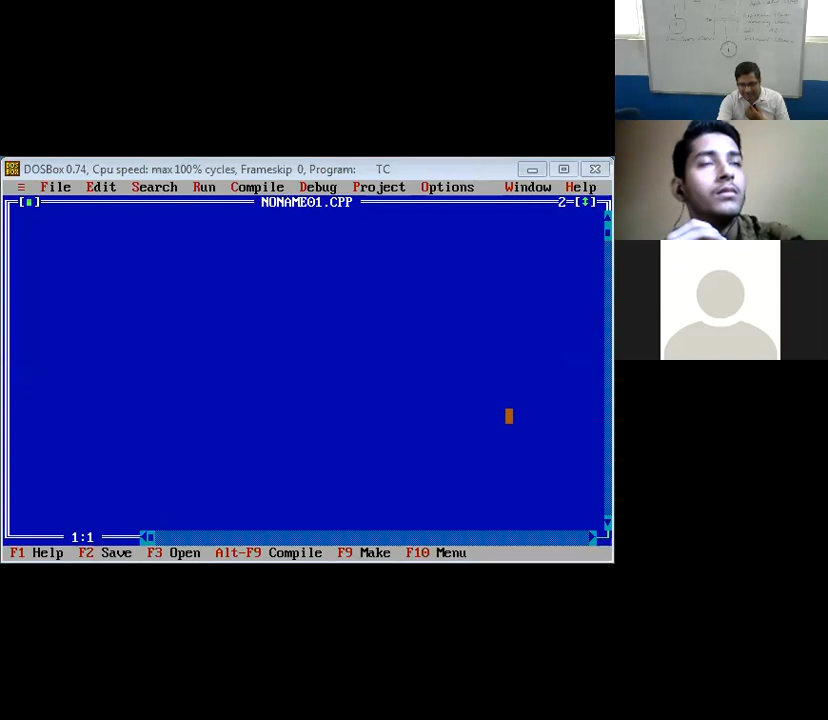 DOSBox 0.74, Cpu speed: max 100% cycles, Frameskip 0, Program: TC
≡ File Edit Search Run Compile Debug Project Options Window Help
[■] NONAME01.CPP 2=[↕]
1:1
F1 Help F2 Save F3 Open Alt-F9 Compile F9 Make F10 Menu